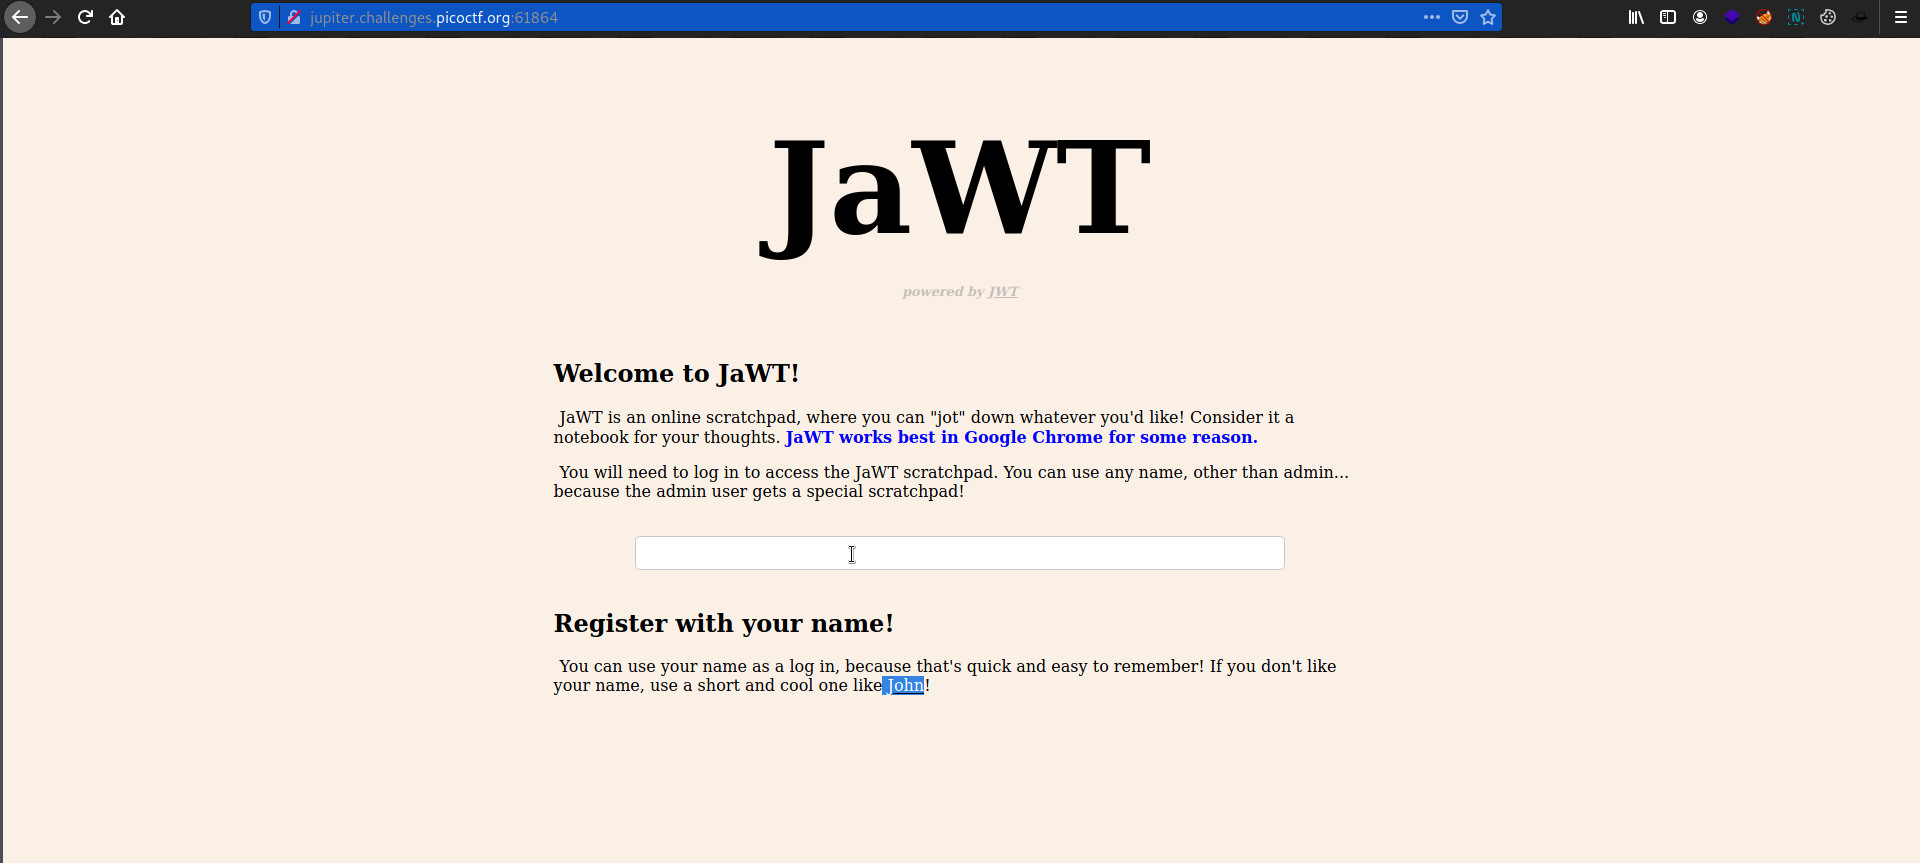 jupiter.challenges.picoctf.org:61864
JaWT
powered by JWT
Welcome to JaWT!
JaWT is an online scratchpad, where you can "jot" down whatever you'd like! Consider it a
notebook for your thoughts. JaWT works best in Google Chrome for some reason.
You will need to log in to access the JaWT scratchpad. You can use any name, other than admin...
because the admin user gets a special scratchpad!
Register with your name!
You can use your name as a log in, because that's quick and easy to remember! If you don't like
your name, use a short and cool one like John!